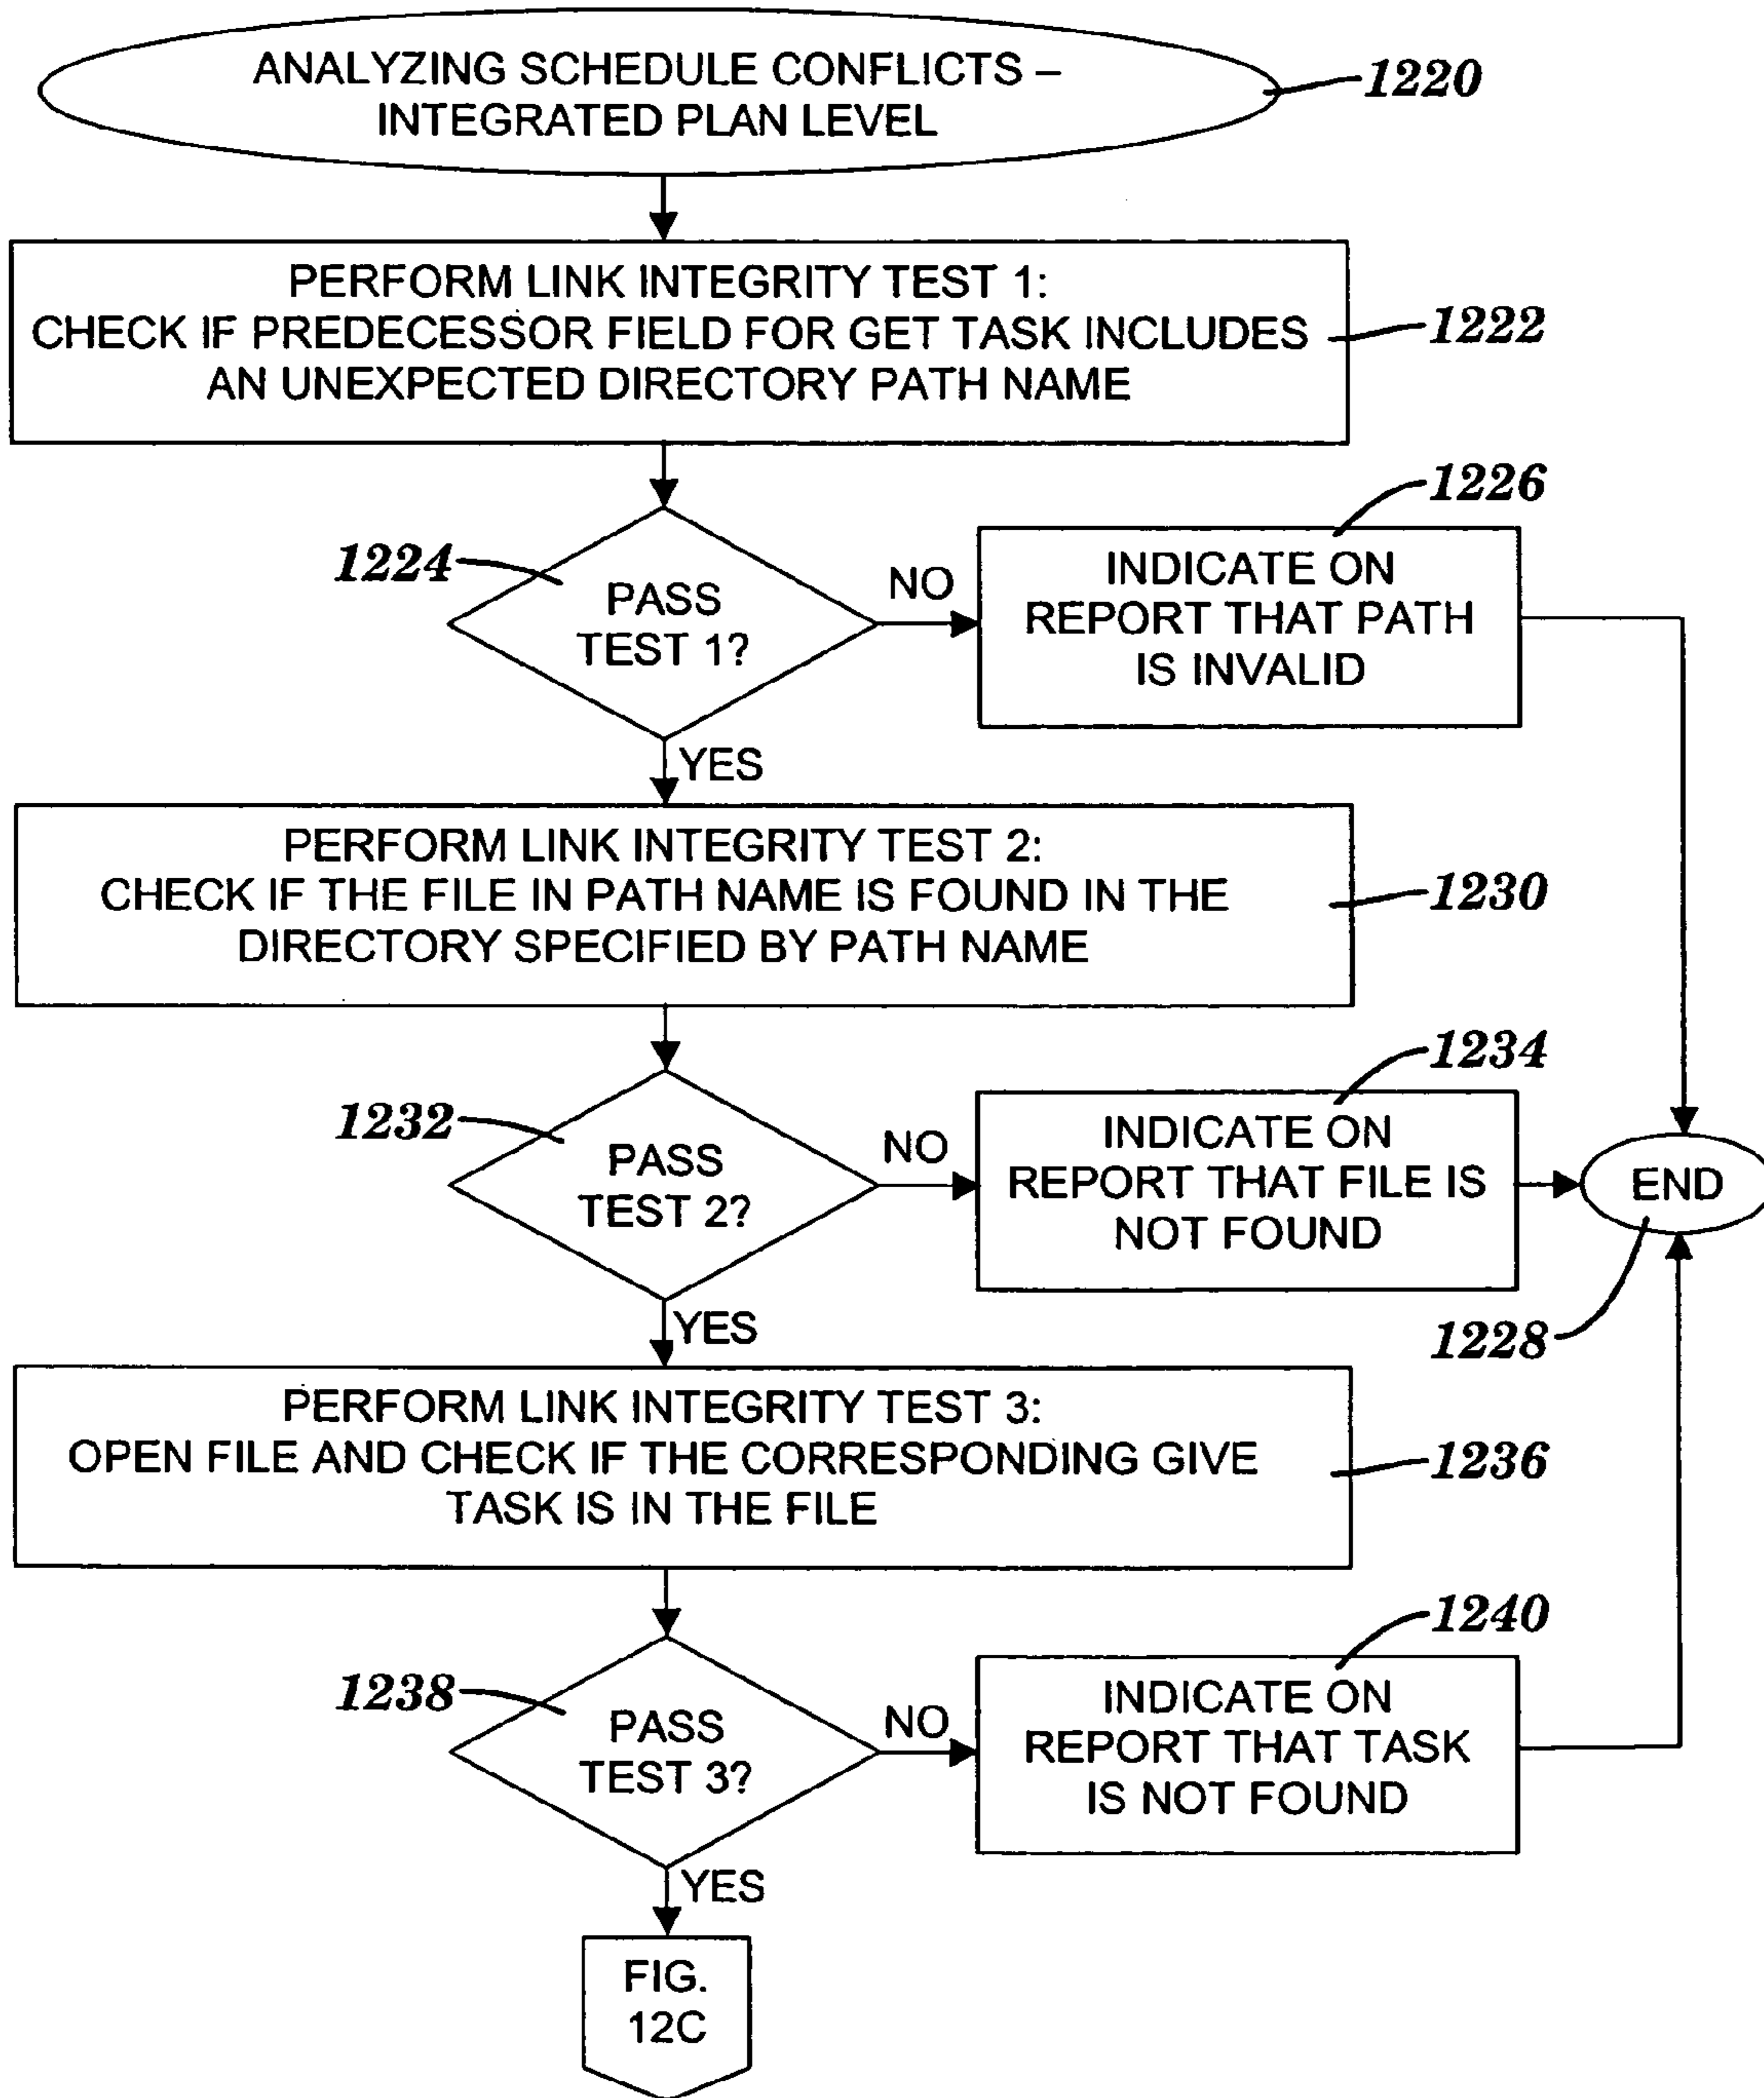 ANALYZING SCHEDULE CONFLICTS –
INTEGRATED PLAN LEVEL
1220
PERFORM LINK INTEGRITY TEST 1:
CHECK IF PREDECESSOR FIELD FOR GET TASK INCLUDES
AN UNEXPECTED DIRECTORY PATH NAME
1222
1224
PASS
TEST 1?
NO
1226
INDICATE ON
REPORT THAT PATH
IS INVALID
YES
PERFORM LINK INTEGRITY TEST 2:
CHECK IF THE FILE IN PATH NAME IS FOUND IN THE
DIRECTORY SPECIFIED BY PATH NAME
1230
1232
PASS
TEST 2?
NO
1234
INDICATE ON
REPORT THAT FILE IS
NOT FOUND
END
1228
YES
PERFORM LINK INTEGRITY TEST 3:
OPEN FILE AND CHECK IF THE CORRESPONDING GIVE
TASK IS IN THE FILE
1236
1238
PASS
TEST 3?
NO
1240
INDICATE ON
REPORT THAT TASK
IS NOT FOUND
YES
FIG.
12C